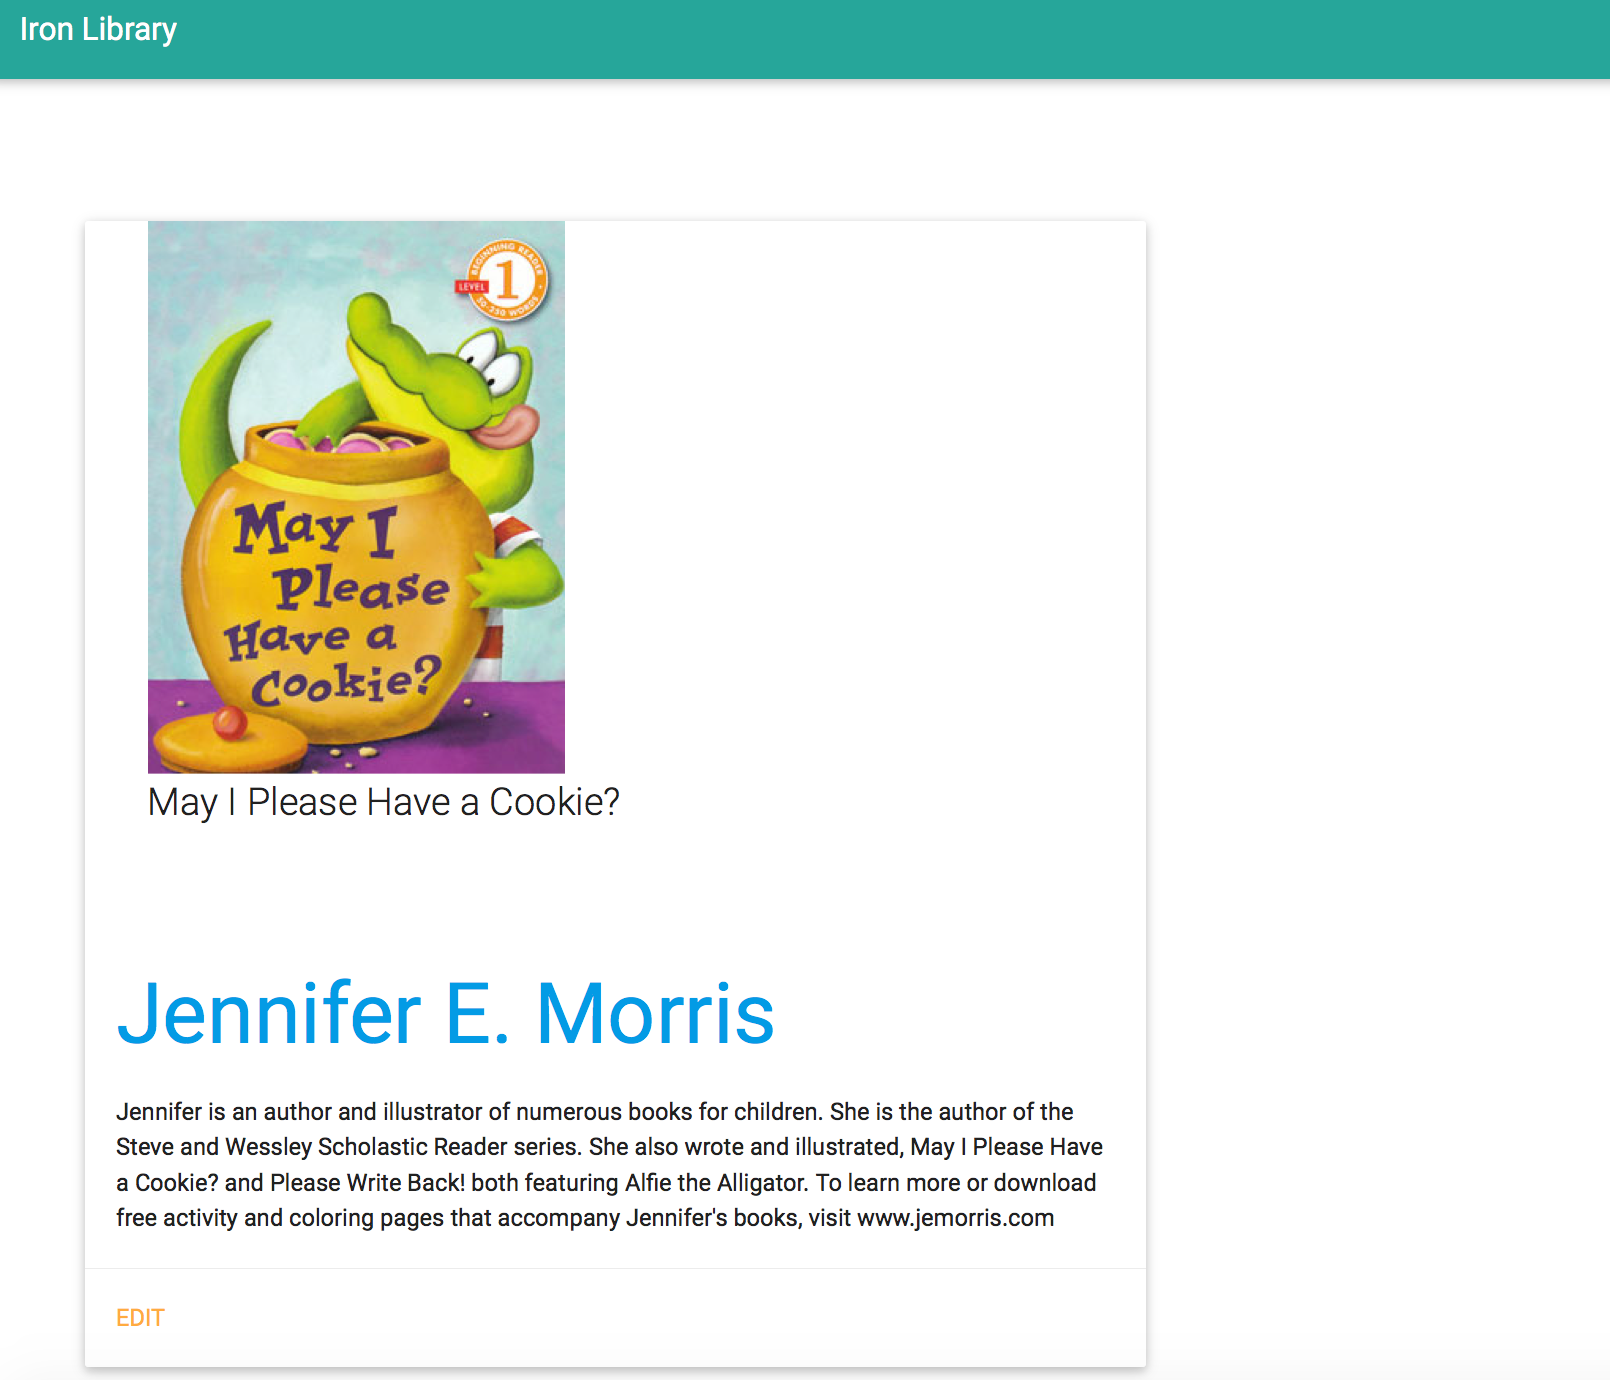 Iron Library
BEGINNING READER
LEVEL
1
50-250 WORDS
May I
Please
Have a
Cookie?
May I Please Have a Cookie?
Jennifer E. Morris
Jennifer is an author and illustrator of numerous books for children. She is the author of the
Steve and Wessley Scholastic Reader series. She also wrote and illustrated, May I Please Have
a Cookie? and Please Write Back! both featuring Alfie the Alligator. To learn more or download
free activity and coloring pages that accompany Jennifer's books, visit www.jemorris.com
EDIT